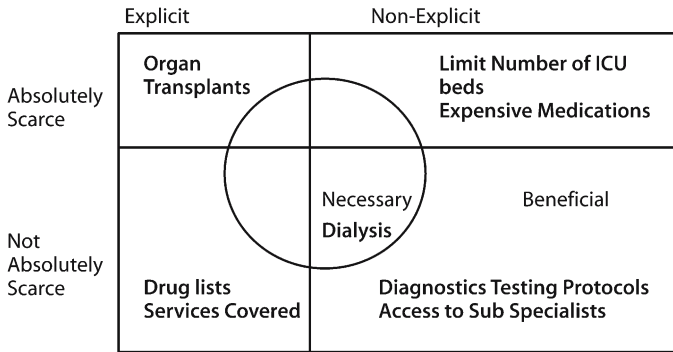 Explicit
Non-Explicit
Absolutely
Scarce
Organ
Transplants
Limit Number of ICU
beds
Expensive Medications
Not
Absolutely
Scarce
Necessary
Dialysis
Beneficial
Drug lists
Services Covered
Diagnostics Testing Protocols
Access to Sub Specialists